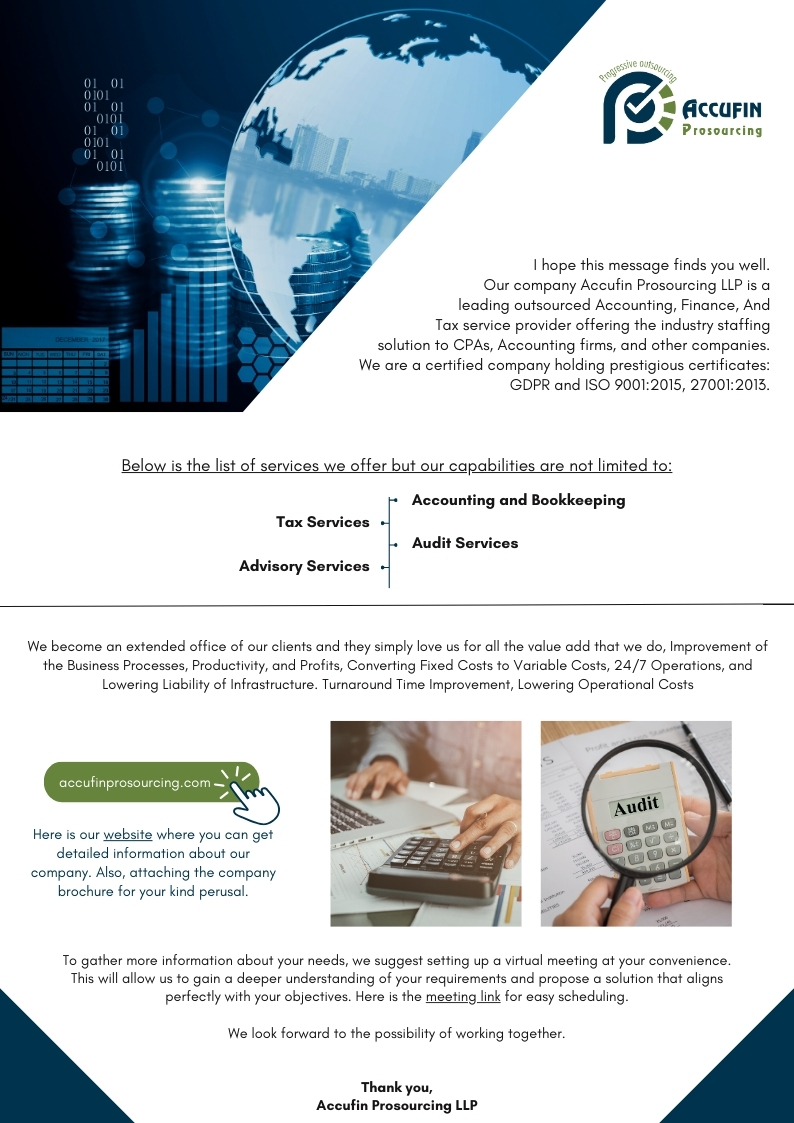 01 01
0101
01 01
0101
01 01
0101
01 01
0101
Progressive outsourcing
ACCUFIN
Prosourcing
DECEMBER 2017
SUN MON TUE WED THU FRI SAT
I hope this message finds you well.
Our company Accufin Prosourcing LLP is a
leading outsourced Accounting, Finance, And
Tax service provider offering the industry staffing
solution to CPAs, Accounting firms, and other companies.
We are a certified company holding prestigious certificates:
GDPR and ISO 9001:2015, 27001:2013.
Below is the list of services we offer but our capabilities are not limited to:
Accounting and Bookkeeping
Tax Services
Audit Services
Advisory Services
We become an extended office of our clients and they simply love us for all the value add that we do, Improvement of
the Business Processes, Productivity, and Profits, Converting Fixed Costs to Variable Costs, 24/7 Operations, and
Lowering Liability of Infrastructure. Turnaround Time Improvement, Lowering Operational Costs
accufinprosourcing.com
Here is our website where you can get
detailed information about our
company. Also, attaching the company
brochure for your kind perusal.
Audit
To gather more information about your needs, we suggest setting up a virtual meeting at your convenience.
This will allow us to gain a deeper understanding of your requirements and propose a solution that aligns
perfectly with your objectives. Here is the meeting link for easy scheduling.
We look forward to the possibility of working together.
Thank you,
Accufin Prosourcing LLP